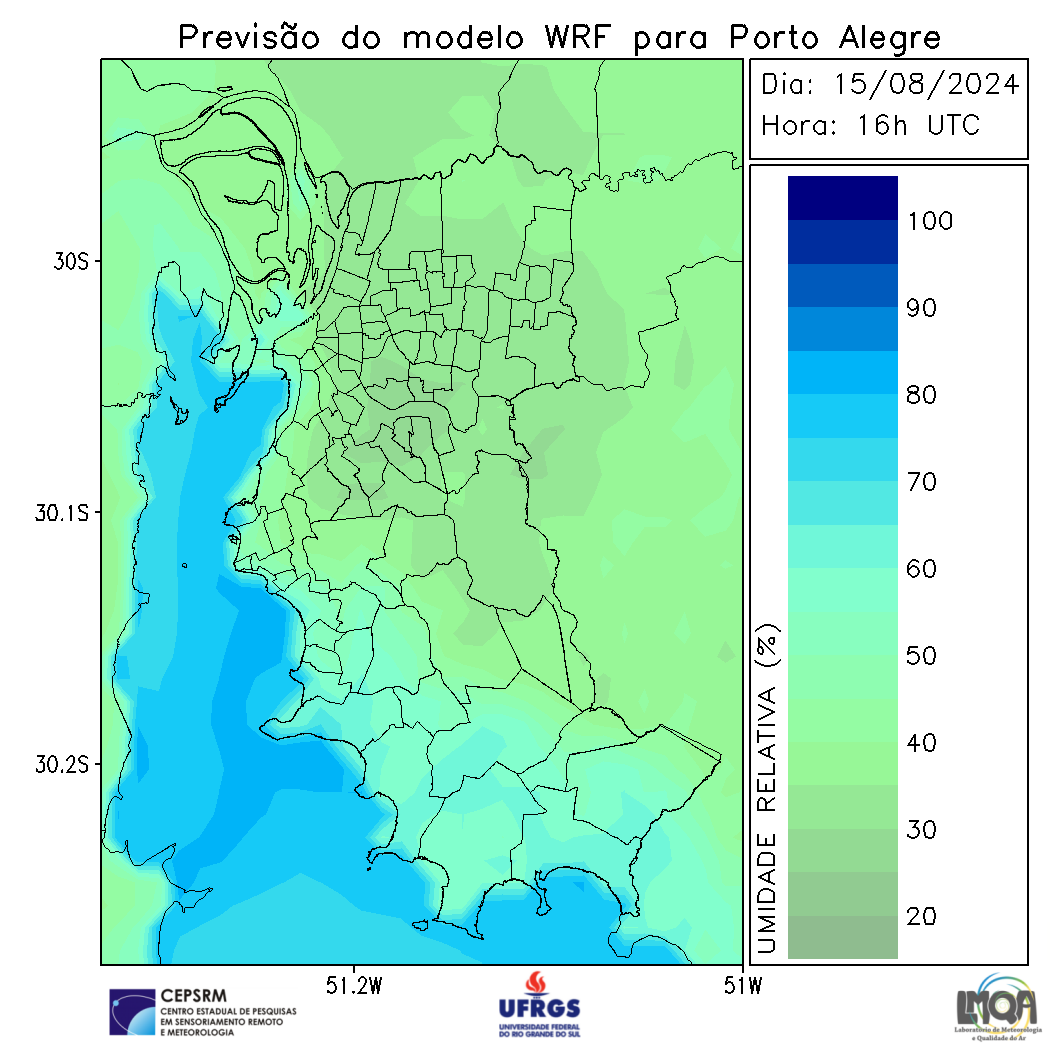 Previsão do modelo WRF para Porto Alegre
Dia: 15/08/2024
Hora: 16h UTC
30S
30.1S
30.2S
51.2W
51W
UMIDADE RELATIVA (%)
100
90
80
70
60
50
40
30
20
CEPSRM
CENTRO ESTADUAL DE PESQUISAS
EM SENSORIAMENTO REMOTO
E METEOROLOGIA
UFRGS
UNIVERSIDADE FEDERAL
DO RIO GRANDE DO SUL
LMQA
Laboratório de Meteorologia
e Qualidade do Ar